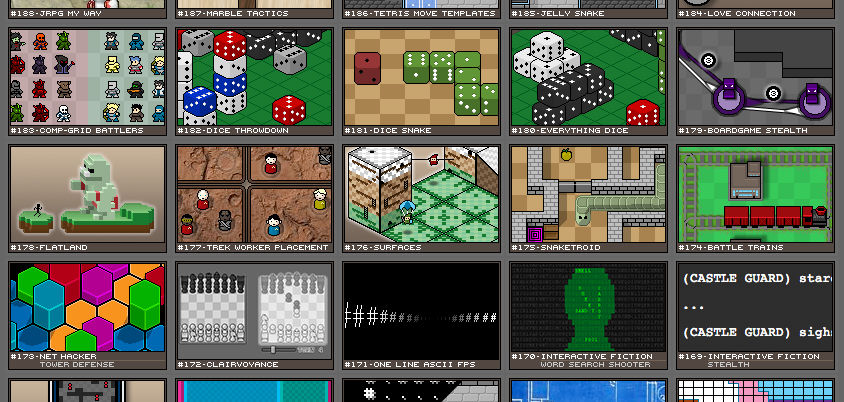 #188-JRPG MY WAY
#187-MARBLE TACTICS
#186-TETRIS MOVE TEMPLATES
#185-JELLY SNAKE
#184-LOVE CONNECTION
#183-COMP-GRID BATTLERS
#182-DICE THROWDOWN
#181-DICE SNAKE
#180-EVERYTHING DICE
#179-BOARDGAME STEALTH
#178-FLATLAND
#177-TREK WORKER PLACEMENT
#176-SURFACES
#175-SNAKETROID
#174-BATTLE TRAINS
#173-NET HACKER
TOWER DEFENSE
#172-CLAIRVOYANCE
#171-ONE LINE ASCII FPS
#170-INTERACTIVE FICTION
WORD SEARCH SHOOTER
(CASTLE GUARD) star
...
(CASTLE GUARD) sigh
#169-INTERACTIVE FICTION
STEALTH